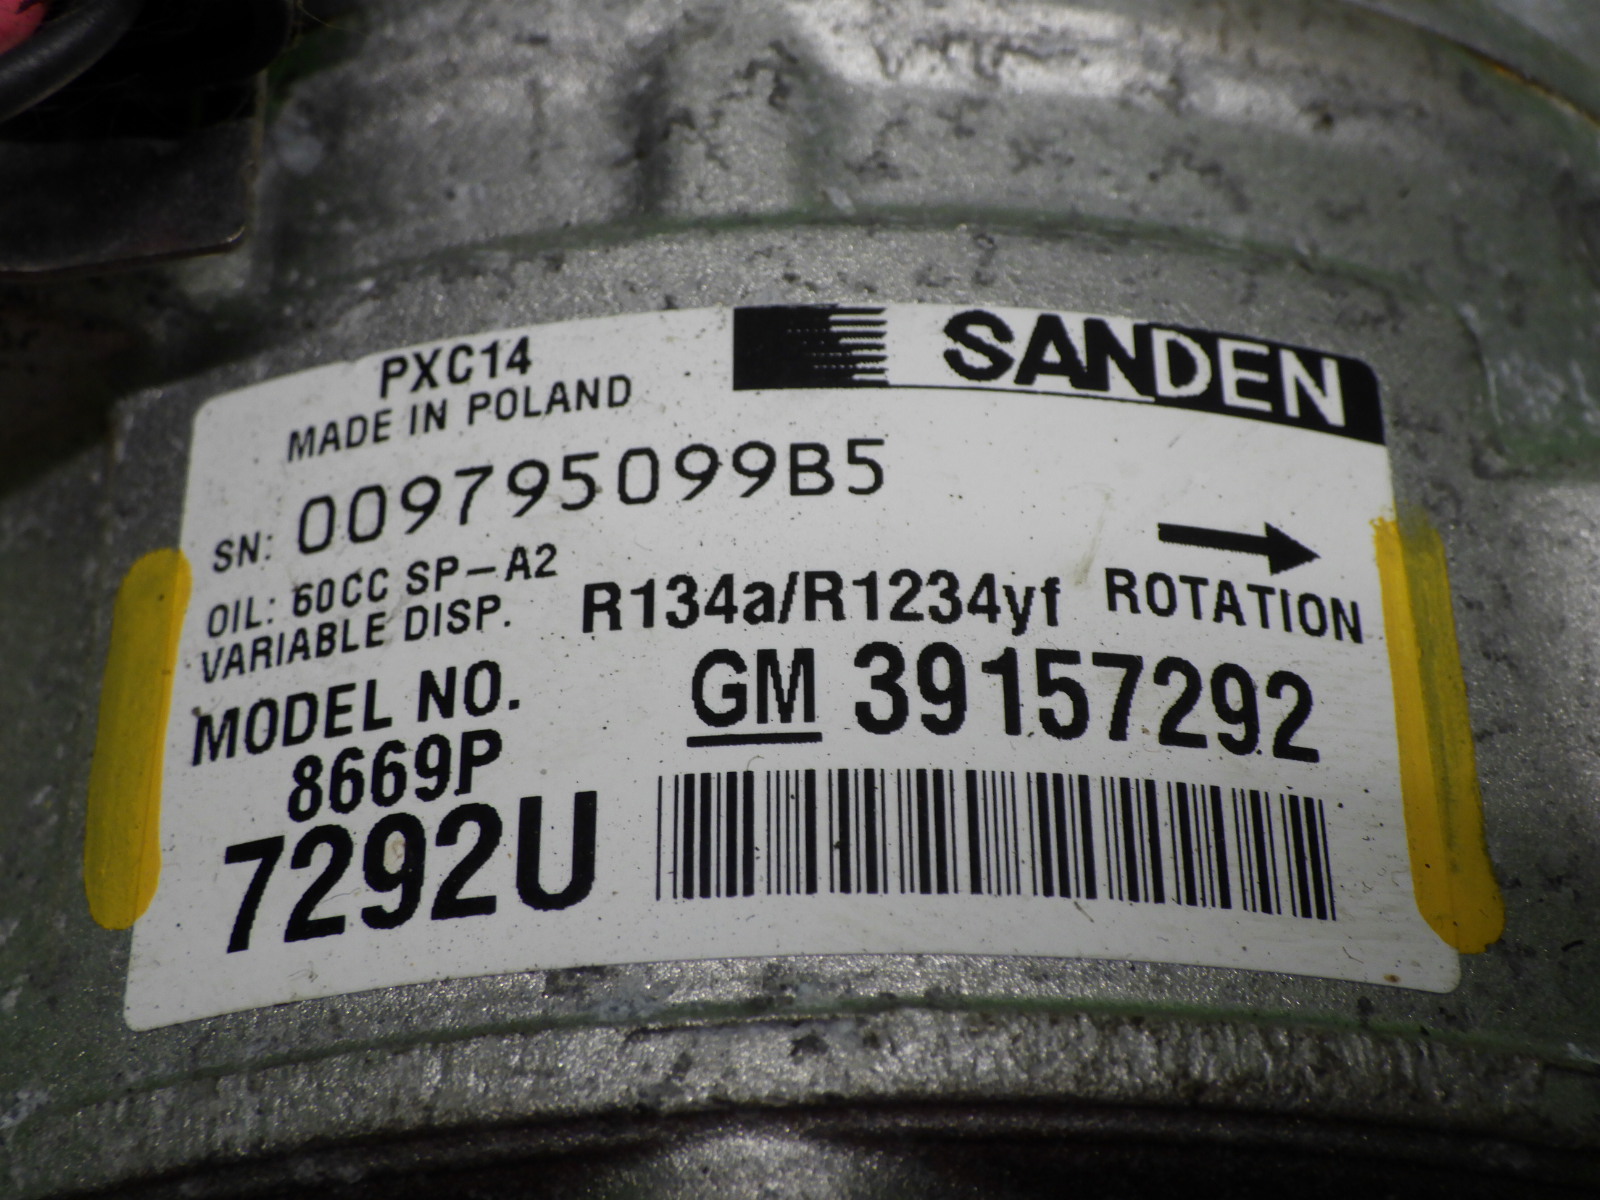 SANDEN
PXC14
MADE IN POLAND
SN: 009795099B5
OIL: 60CC SP-A2
VARIABLE DISP.
R134a/R1234yf
ROTATION
MODEL NO.
8669P
7292U
GM 39157292